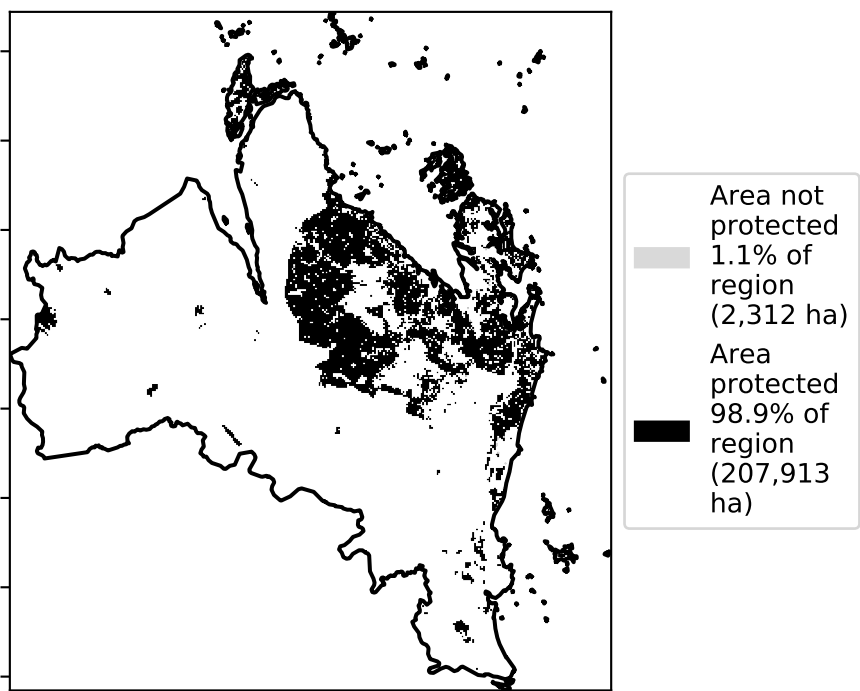 Area not
protected
1.1% of
region
(2,312 ha)
Area
protected
98.9% of
region
(207,913
ha)